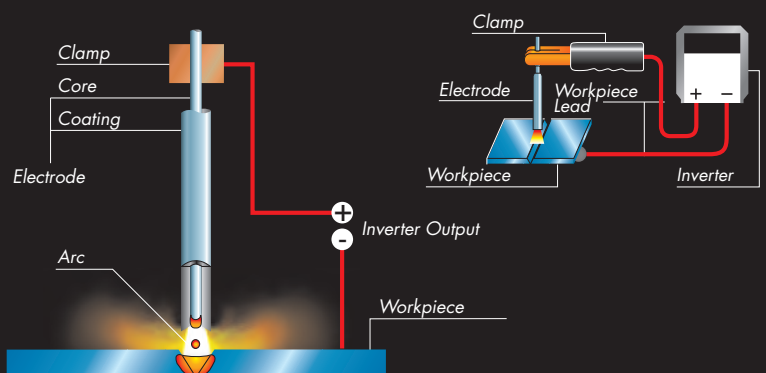 Clamp
Core
Coating
Electrode
+
-
Inverter Output
Arc
Workpiece
Clamp
Electrode
Workpiece
Lead
+ −
Workpiece
Inverter